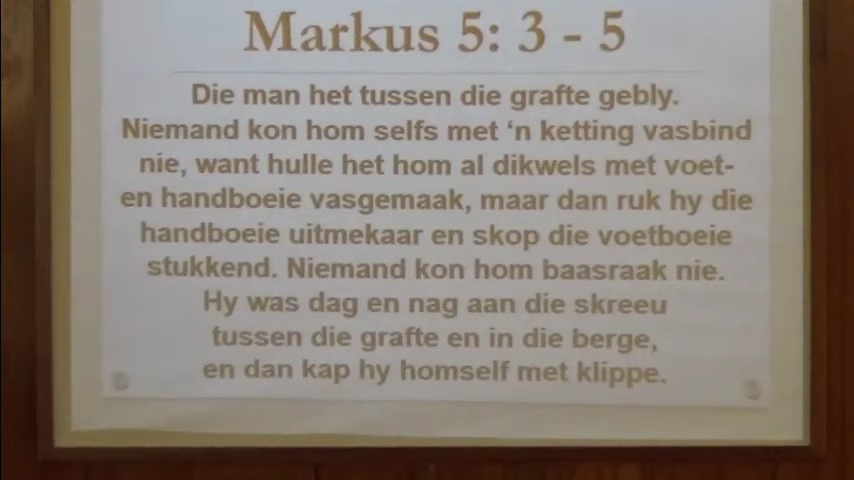 Markus 5: 3 - 5
Die man het tussen die grafte gebly.
Niemand kon hom selfs met ‘n ketting vasbind
nie, want hulle het hom al dikwels met voet-
en handboeie vasgemaak, maar dan ruk hy die
handboeie uitmekaar en skop die voetboeie
stukkend. Niemand kon hom baasraak nie.
Hy was dag en nag aan die skreeu
tussen die grafte en in die berge,
en dan kap hy homself met klippe.